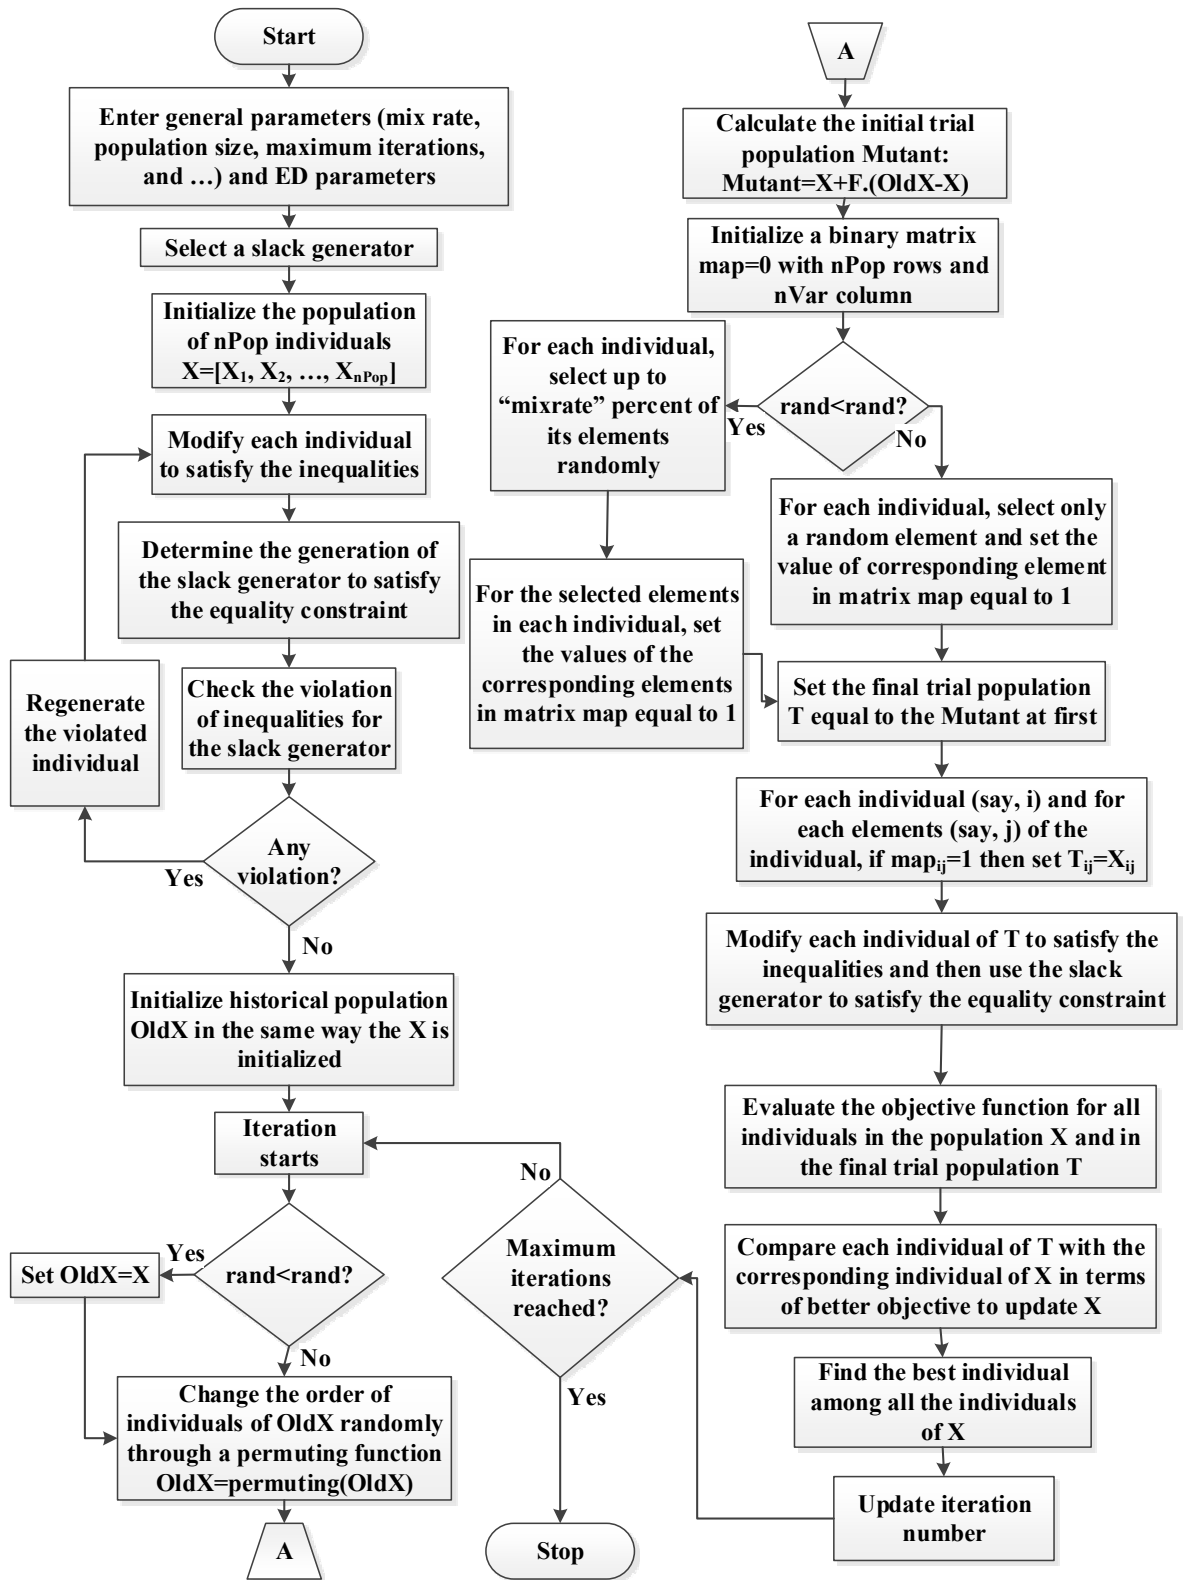 Start
Enter general parameters (mix rate,
population size, maximum iterations,
and …) and ED parameters
Select a slack generator
Initialize the population
of nPop individuals
X=[X1, X2, …, XnPop]
Modify each individual
to satisfy the inequalities
Determine the generation of
the slack generator to satisfy
the equality constraint
Regenerate
the violated
individual
Check the violation
of inequalities for
the slack generator
Any
violation?
Yes
No
Initialize historical population
OldX in the same way the X is
initialized
Iteration
starts
rand<rand?
Yes
Set OldX=X
No
Change the order of
individuals of OldX randomly
through a permuting function
OldX=permuting(OldX)
A
A
Calculate the initial trial
population Mutant:
Mutant=X+F.(OldX-X)
Initialize a binary matrix
map=0 with nPop rows and
nVar column
rand<rand?
Yes
No
For each individual,
select up to
“mixrate” percent of
its elements
randomly
For the selected elements
in each individual, set
the values of the
corresponding elements
in matrix map equal to 1
For each individual, select only
a random element and set the
value of corresponding element
in matrix map equal to 1
Set the final trial population
T equal to the Mutant at first
For each individual (say, i) and for
each elements (say, j) of the
individual, if mapij=1 then set Tij=Xij
Modify each individual of T to satisfy the
inequalities and then use the slack
generator to satisfy the equality constraint
Evaluate the objective function for all
individuals in the population X and in
the final trial population T
Compare each individual of T with the
corresponding individual of X in terms
of better objective to update X
Find the best individual
among all the individuals
of X
Update iteration
number
Maximum
iterations
reached?
No
Yes
Stop